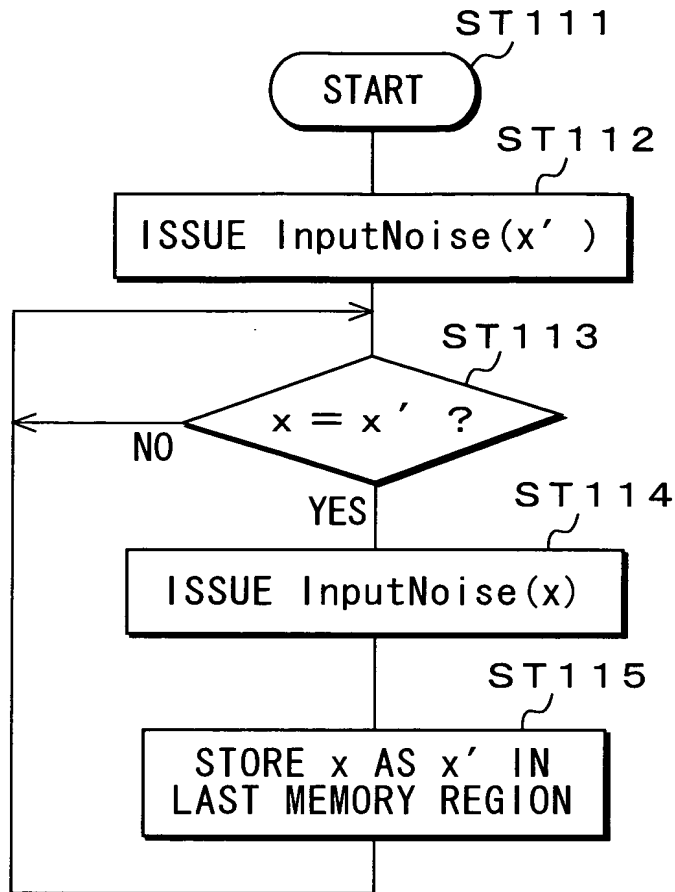 ST111
START
ST112
ISSUE InputNoise(x′ )
ST113
x = x′ ?
NO
YES
ST114
ISSUE InputNoise(x)
ST115
STORE x AS x′ IN
LAST MEMORY REGION